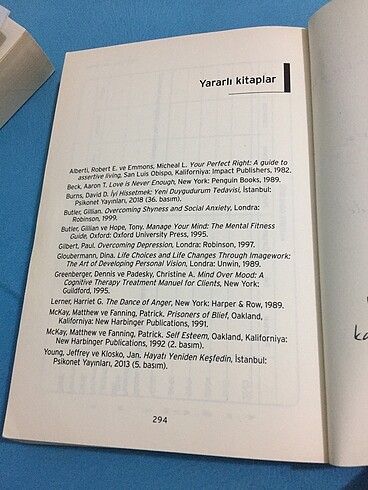 Yararlı kitaplar
Alberti, Robert E. ve Emmons, Micheal L. Your Perfect Right: A guide to
assertive living, San Luis Obispo, Kaliforniya: Impact Publishers, 1982.
Beck, Aaron T. Love is Never Enough, New York: Penguin Books, 1989.
Burns, David D. İyi Hissetmek: Yeni Duygudurum Tedavisi, İstanbul:
Psikonet Yayınları, 2018 (36. basım).
Butler, Gillian. Overcoming Shyness and Social Anxiety, Londra:
Robinson, 1999.
Butler, Gillian ve Hope, Tony. Manage Your Mind: The Mental Fitness
Guide, Oxford: Oxford University Press, 1995.
Gilbert, Paul. Overcoming Depression, Londra: Robinson, 1997.
Gloubermann, Dina. Life Choices and Life Changes Through Imagework:
The Art of Developing Personal Vision, Londra: Unwin, 1989.
Greenberger, Dennis ve Padesky, Christine A. Mind Over Mood: A
Cognitive Therapy Treatment Manuel for Clients, New York:
Guildford, 1995.
Lerner, Harriet G. The Dance of Anger, New York: Harper & Row, 1989.
McKay, Matthew ve Fanning, Patrick. Prisoners of Blief, Oakland,
Kaliforniya: New Harbinger Publications, 1991.
McKay, Matthew ve Fanning, Patrick. Self Esteem, Oakland, Kaliforniya:
New Harbinger Publications, 1992 (2. basım).
Young, Jeffrey ve Klosko, Jan. Hayatı Yeniden Keşfedin, İstanbul:
Psikonet Yayınları, 2013 (5. basım).
294